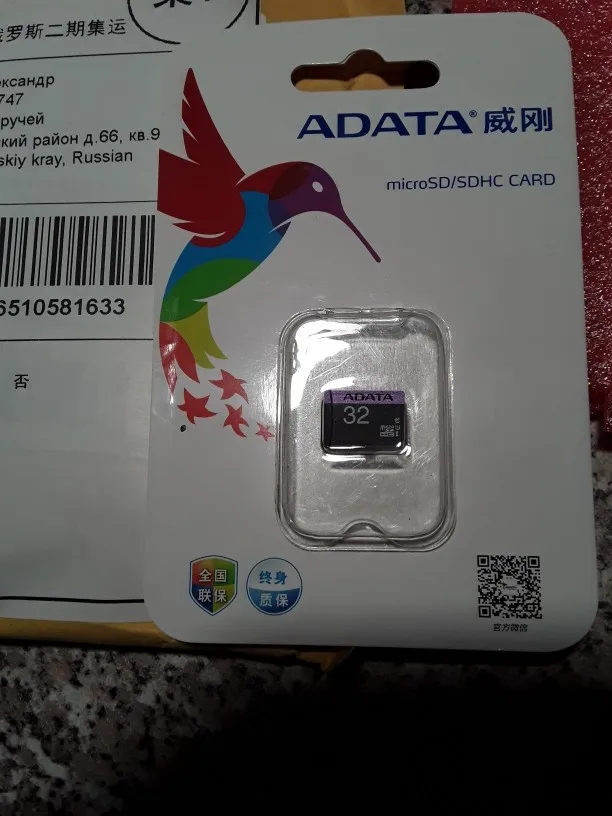 罗斯二期集运
ександр
747
ручей
ский район д.66, кв.9
skiy kray, Russian
6510581633
否
ADATA® 威刚
microSD/SDHC CARD
ADATA
32
全国
联保
终身
质保
官方微信